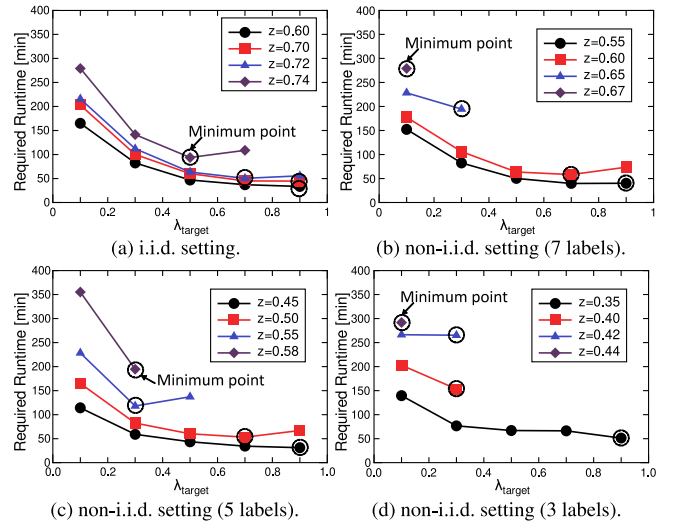 Required Runtime [min]
400
350
300
250
200
150
100
50
0
z=0.60
z=0.70
z=0.72
z=0.74
Minimum point
0.0 0.2 0.4 0.6 0.8 1.0
λtarget
(a) i.i.d. setting.
Required Runtime [min]
400
350
300
250
200
150
100
50
0
Minimum point
z=0.55
z=0.60
z=0.65
z=0.67
0 0.2 0.4 0.6 0.8 1
λtarget
(b) non-i.i.d. setting (7 labels).
Required Runtime [min]
400
350
300
250
200
150
100
50
0
z=0.45
z=0.50
z=0.55
z=0.58
Minimum point
0.0 0.2 0.4 0.6 0.8 1.0
λtarget
(c) non-i.i.d. setting (5 labels).
Required Runtime [min]
400
350
300
250
200
150
100
50
0
Minimum point
z=0.35
z=0.40
z=0.42
z=0.44
0.0 0.2 0.4 0.6 0.8 1.0
λtarget
(d) non-i.i.d. setting (3 labels).